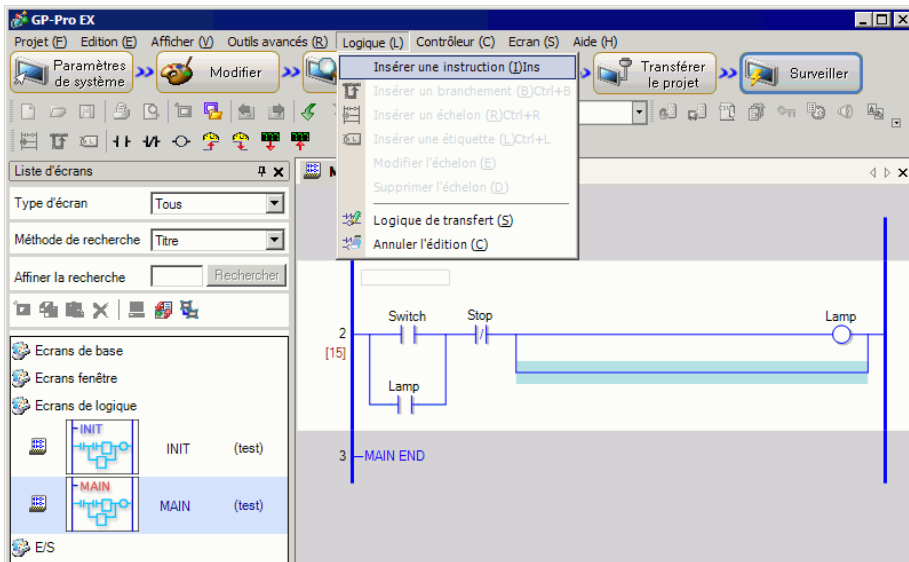 GP-Pro EX
Projet (F) Edition (E) Afficher (V) Outils avancés (R) Logique (L) Contrôleur (C) Ecran (S) Aide (H)
Paramètres de système Modifier Transférer le projet Surveiller
Insérer une instruction (I)Ins
Insérer un branchement (B)Ctrl+B
Insérer un échelon (R)Ctrl+R
Insérer une étiquette (L)Ctrl+L
Modifier l'échelon (E)
Supprimer l'échelon (D)
Logique de transfert (S)
Annuler l'édition (C)
Liste d'écrans
Type d'écran Tous
Méthode de recherche Titre
Affiner la recherche Rechercher
Ecrans de base
Ecrans fenêtre
Ecrans de logique
INIT INIT (test)
MAIN MAIN (test)
E/S
M
Switch Stop Lamp
2
[15]
Lamp
3 MAIN END